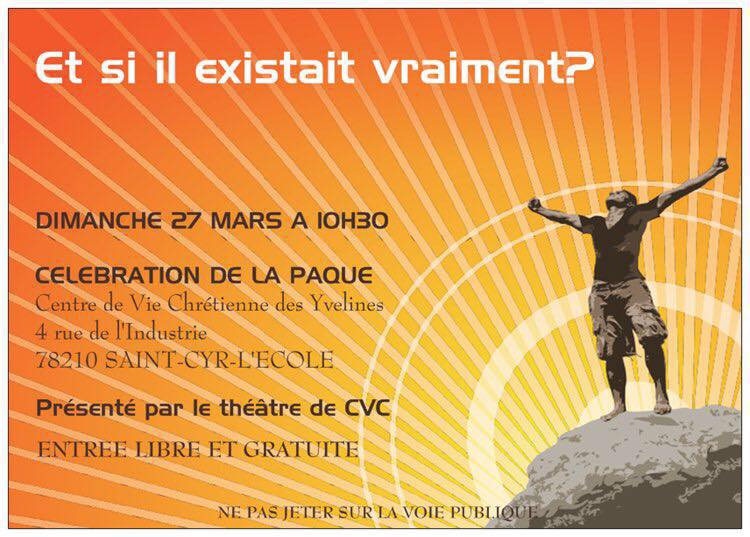 Et si il existait vraiment?
DIMANCHE 27 MARS A 10H30
CELEBRATION DE LA PAQUE
Centre de Vie Chrétienne des Yvelines
4 rue de l'Industrie
78210 SAINT-CYR-L'ECOLE
Présenté par le théâtre de CVC
ENTREE LIBRE ET GRATUITE
NE PAS JETER SUR LA VOIE PUBLIQUE